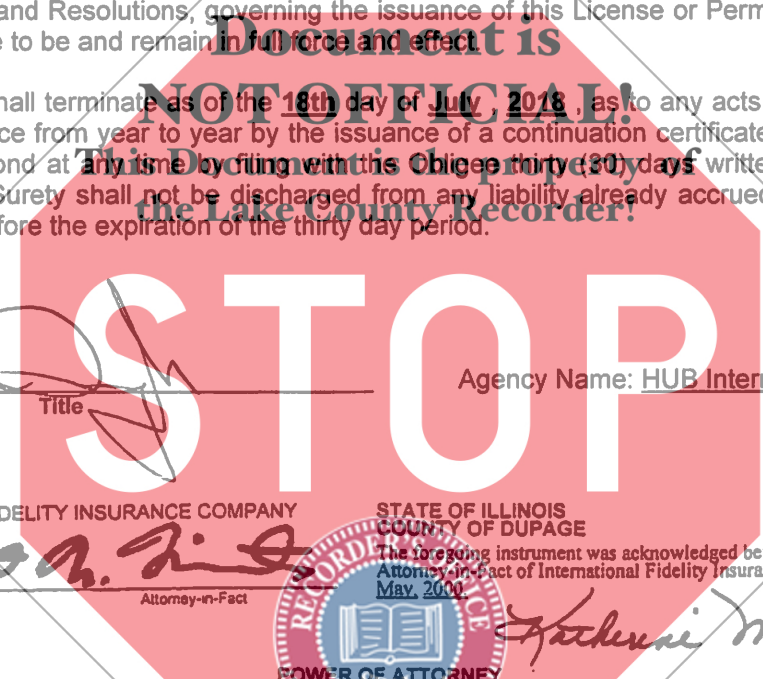 and Resolutions, governing the issuance of this License or Perm
e to be and remain in full force and effect.
Document is
NOT OFFICIAL!
This Document is the property of
the Lake County Recorder!
hall terminate as of the 18th day of July , 2018 , as to any acts
ce from year to year by the issuance of a continuation certificate
ond at any time by filing with the Obligee thirty (30) days writte
Surety shall not be discharged from any liability already accrued
fore the expiration of the thirty day period.
STOP
Title
Agency Name: HUB Intern
DELITY INSURANCE COMPANY
Attorney-in-Fact
STATE OF ILLINOIS
COUNTY OF DUPAGE
The foregoing instrument was acknowledged be
Attorney-in-Fact of International Fidelity Insura
May, 2000.
Katherine
RECORDER'S OFFICE
POWER OF ATTORNEY